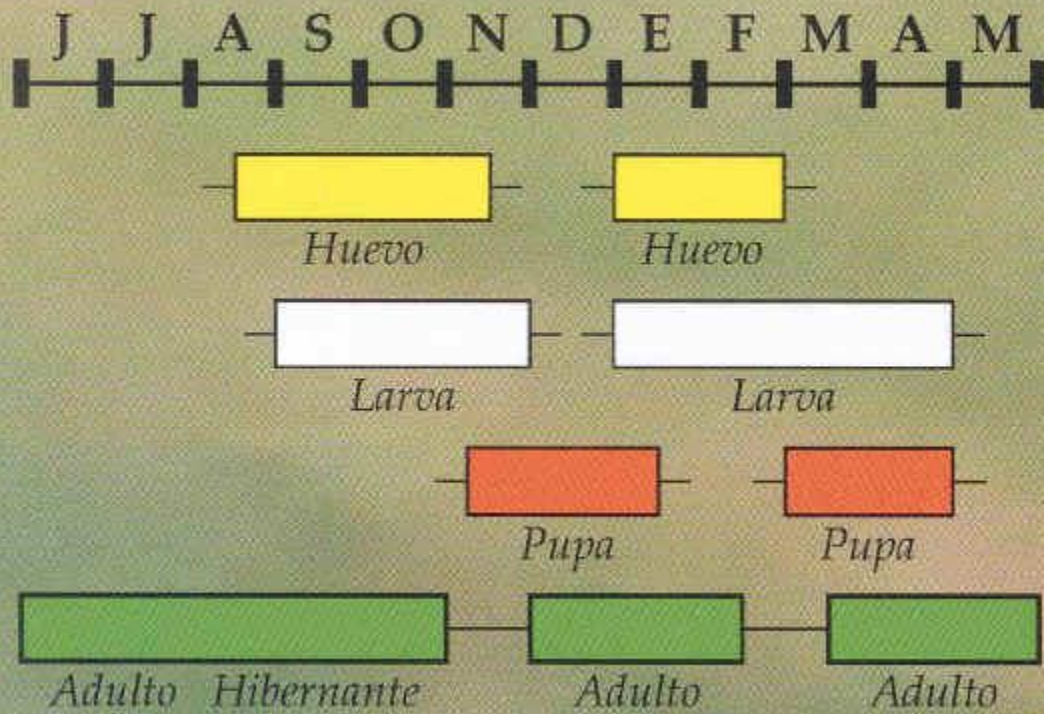 J J A S O N D E F M A M
Huevo Huevo
Larva Larva
Pupa Pupa
Adulto Hibernante Adulto Adulto